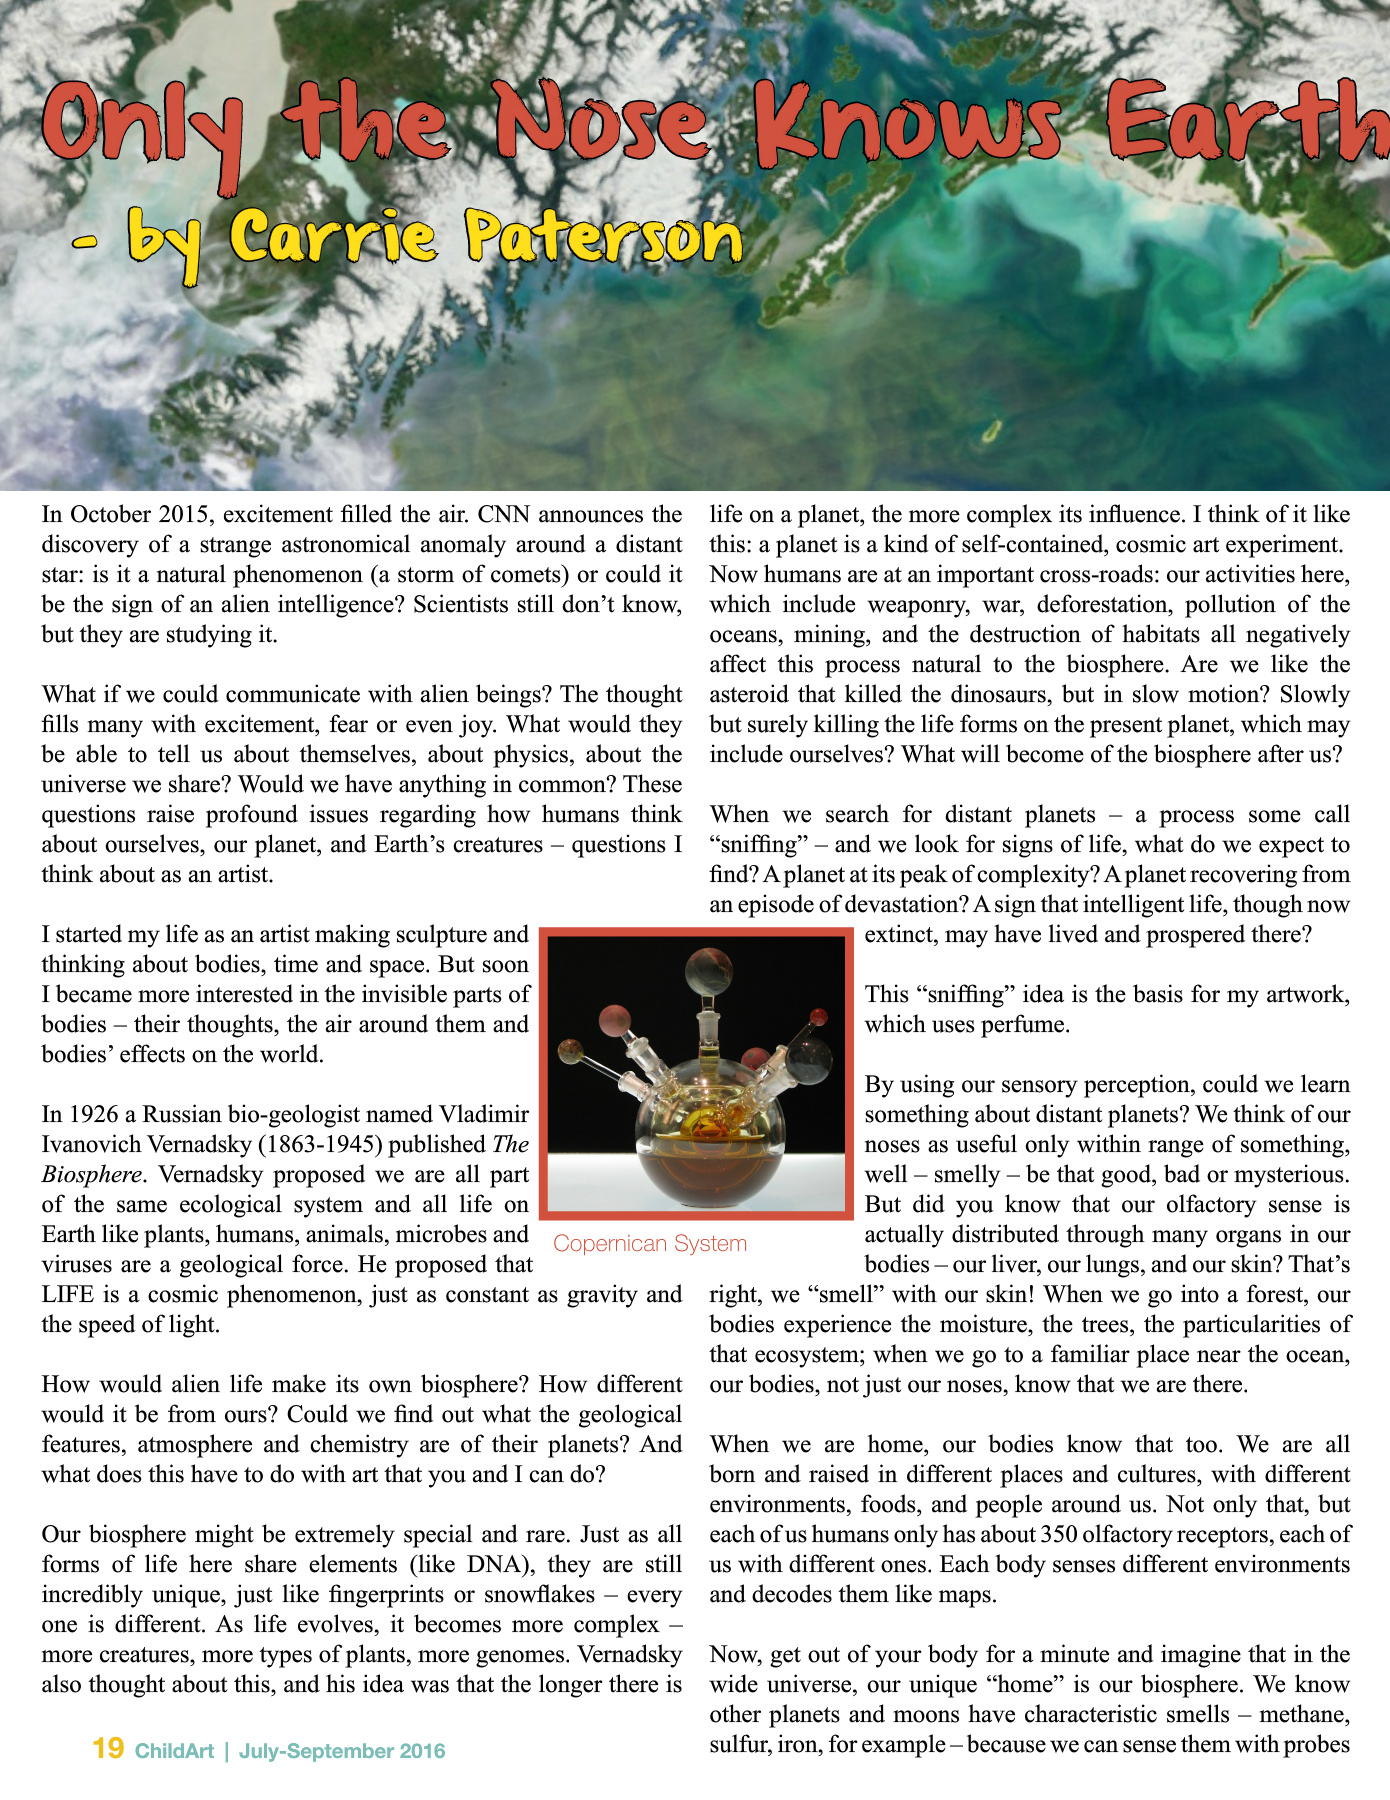 Only the Nose Knows Earth
- by Carrie Paterson
In October 2015, excitement filled the air. CNN announces the
discovery of a strange astronomical anomaly around a distant
star: is it a natural phenomenon (a storm of comets) or could it
be the sign of an alien intelligence? Scientists still don’t know,
but they are studying it.
What if we could communicate with alien beings? The thought
fills many with excitement, fear or even joy. What would they
be able to tell us about themselves, about physics, about the
universe we share? Would we have anything in common? These
questions raise profound issues regarding how humans think
about ourselves, our planet, and Earth’s creatures – questions I
think about as an artist.
I started my life as an artist making sculpture and
thinking about bodies, time and space. But soon
I became more interested in the invisible parts of
bodies – their thoughts, the air around them and
bodies’ effects on the world.
In 1926 a Russian bio-geologist named Vladimir
Ivanovich Vernadsky (1863-1945) published The
Biosphere. Vernadsky proposed we are all part
of the same ecological system and all life on
Earth like plants, humans, animals, microbes and
viruses are a geological force. He proposed that
LIFE is a cosmic phenomenon, just as constant as gravity and
the speed of light.
How would alien life make its own biosphere? How different
would it be from ours? Could we find out what the geological
features, atmosphere and chemistry are of their planets? And
what does this have to do with art that you and I can do?
Our biosphere might be extremely special and rare. Just as all
forms of life here share elements (like DNA), they are still
incredibly unique, just like fingerprints or snowflakes – every
one is different. As life evolves, it becomes more complex –
more creatures, more types of plants, more genomes. Vernadsky
also thought about this, and his idea was that the longer there is
life on a planet, the more complex its influence. I think of it like
this: a planet is a kind of self-contained, cosmic art experiment.
Now humans are at an important cross-roads: our activities here,
which include weaponry, war, deforestation, pollution of the
oceans, mining, and the destruction of habitats all negatively
affect this process natural to the biosphere. Are we like the
asteroid that killed the dinosaurs, but in slow motion? Slowly
but surely killing the life forms on the present planet, which may
include ourselves? What will become of the biosphere after us?
When we search for distant planets – a process some call
“sniffing” – and we look for signs of life, what do we expect to
find? A planet at its peak of complexity? A planet recovering from
an episode of devastation? A sign that intelligent life, though now
extinct, may have lived and prospered there?
This “sniffing” idea is the basis for my artwork,
which uses perfume.
By using our sensory perception, could we learn
something about distant planets? We think of our
noses as useful only within range of something,
well – smelly – be that good, bad or mysterious.
But did you know that our olfactory sense is
actually distributed through many organs in our
bodies – our liver, our lungs, and our skin? That’s
right, we “smell” with our skin! When we go into a forest, our
bodies experience the moisture, the trees, the particularities of
that ecosystem; when we go to a familiar place near the ocean,
our bodies, not just our noses, know that we are there.
When we are home, our bodies know that too. We are all
born and raised in different places and cultures, with different
environments, foods, and people around us. Not only that, but
each of us humans only has about 350 olfactory receptors, each of
us with different ones. Each body senses different environments
and decodes them like maps.
Now, get out of your body for a minute and imagine that in the
wide universe, our unique “home” is our biosphere. We know
other planets and moons have characteristic smells – methane,
sulfur, iron, for example – because we can sense them with probes
Copernican System
19 ChildArt | July-September 2016